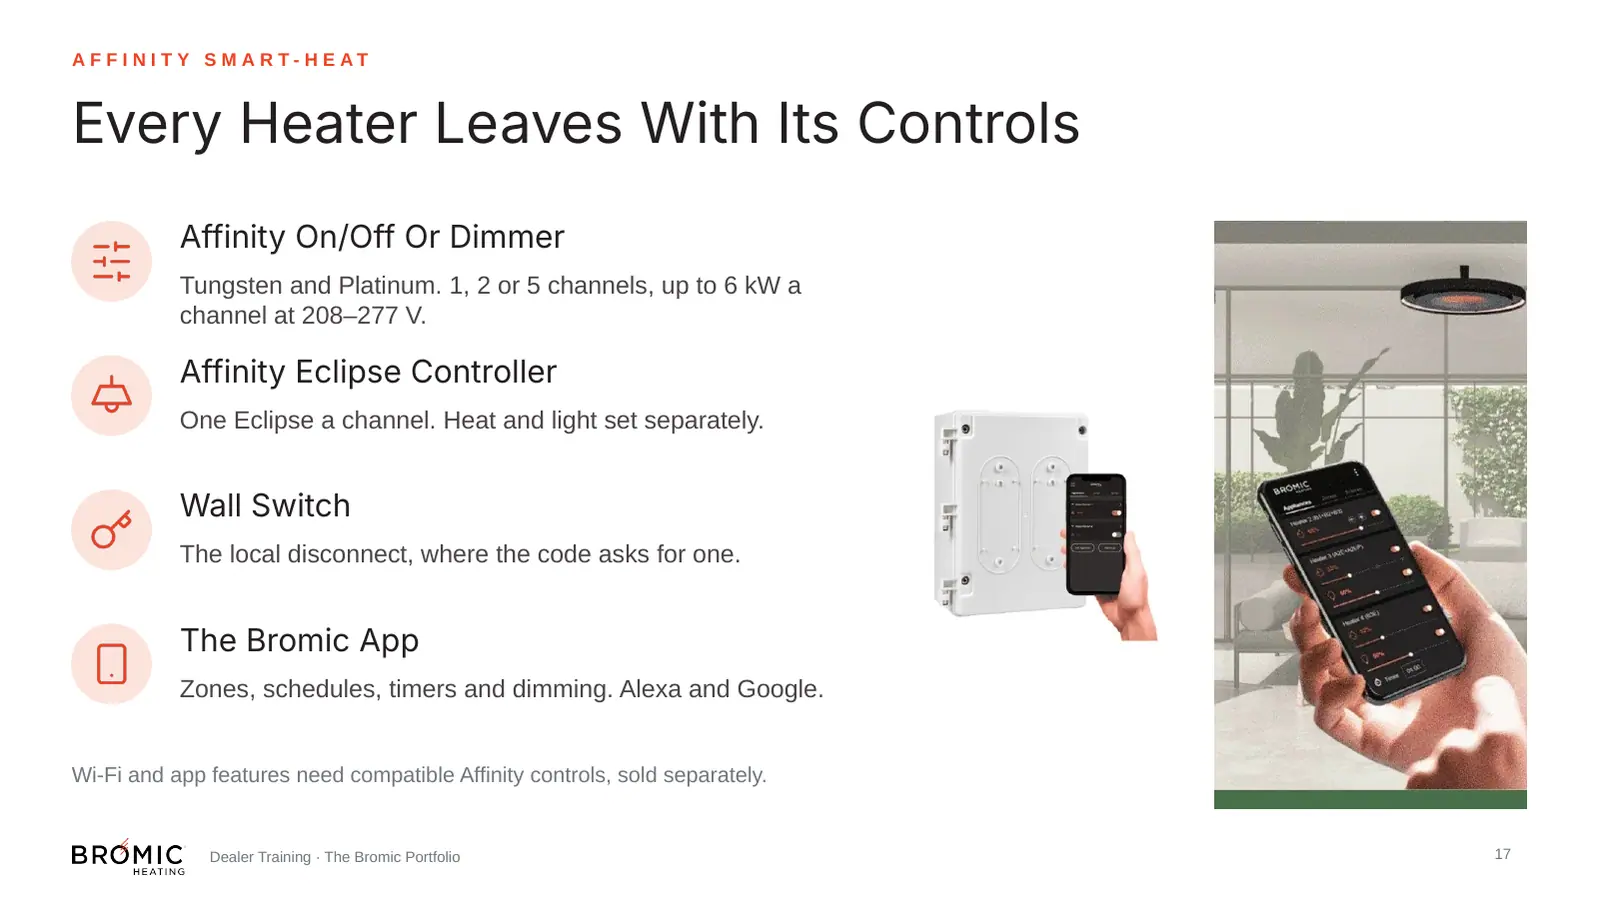 AFFINITY SMART-HEAT
Every Heater Leaves With Its Controls
Affinity On/Off Or Dimmer
Tungsten and Platinum. 1, 2 or 5 channels, up to 6 kW a
channel at 208–277 V.
Affinity Eclipse Controller
One Eclipse a channel. Heat and light set separately.
Wall Switch
The local disconnect, where the code asks for one.
The Bromic App
Zones, schedules, timers and dimming. Alexa and Google.
Wi-Fi and app features need compatible Affinity controls, sold separately.
BROMIC
HEATING
Appliances
Timer
BROMIC
HEATING
Dealer Training · The Bromic Portfolio
17